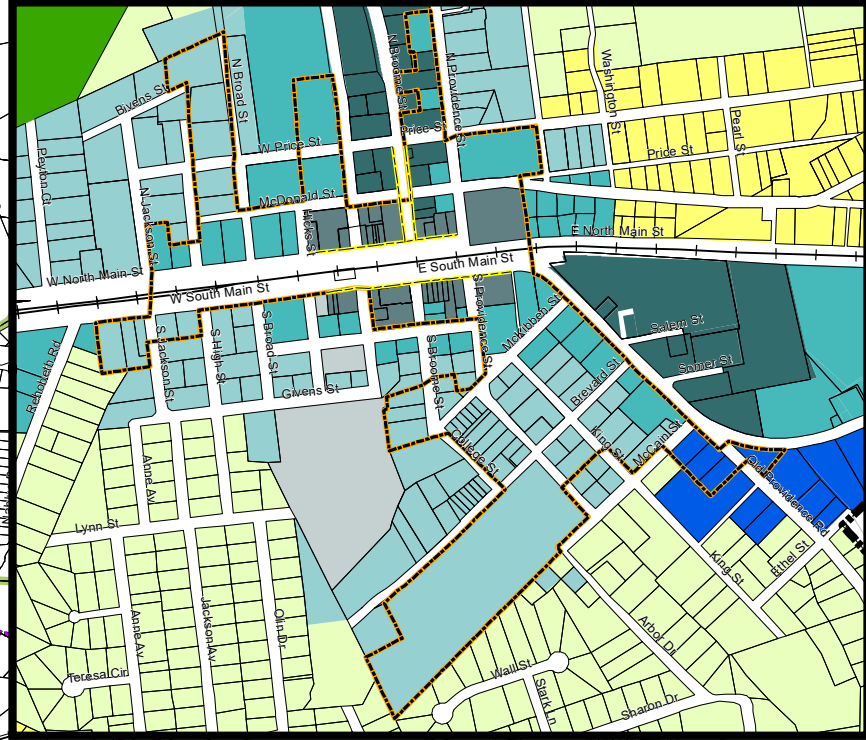 N Broad St
N Broome St
N Providence St
Washington St
Bivens St
Price St
Pearl St
W Price St
Price St
Peyton Ct
N Jackson St
McDonald St
Hicks St
E North Main St
W North Main St
E South Main St
W South Main St
S Providence St
McKibben St
Salem St
S Jackson St
S High St
S Broad St
S Broome St
Somer St
Rehobeth Rd
Givens St
Brevard St
King St
McCain St
College St
Anne Av
Old Providence Rd
Lynn St
King St
Ethel St
Anne Av
Jackson Av
Olin Dr
Arbor Dr
Teresa Cir
Wall St
Stark Ln
Sharon Dr